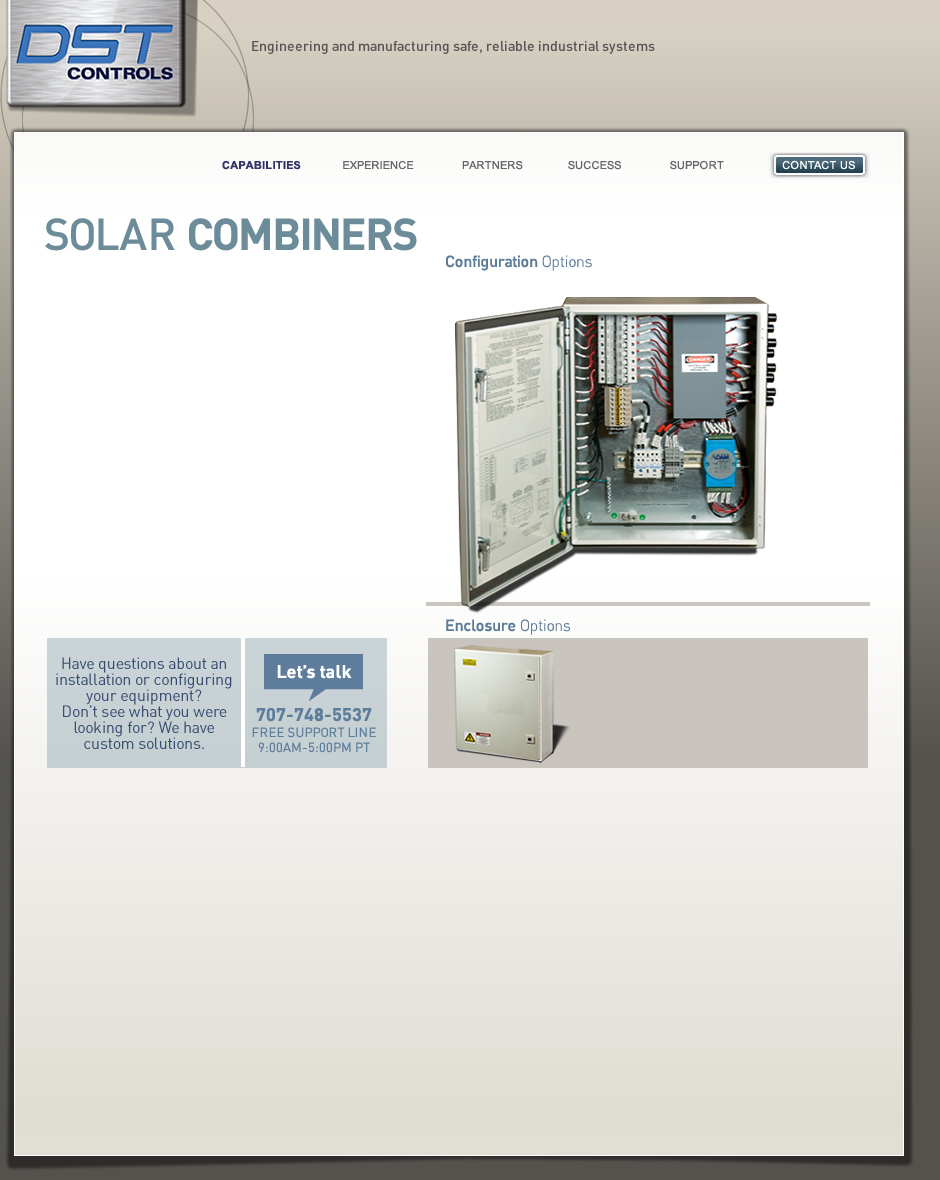 DST
CONTROLS
Engineering and manufacturing safe, reliable industrial systems
CAPABILITIES EXPERIENCE PARTNERS SUCCESS SUPPORT CONTACT US
SOLAR COMBINERS
Configuration Options
DANGER
Enclosure Options
Have questions about an
installation or configuring
your equipment?
Don't see what you were
looking for? We have
custom solutions.
Let's talk
707-748-5537
FREE SUPPORT LINE
9:00AM-5:00PM PT